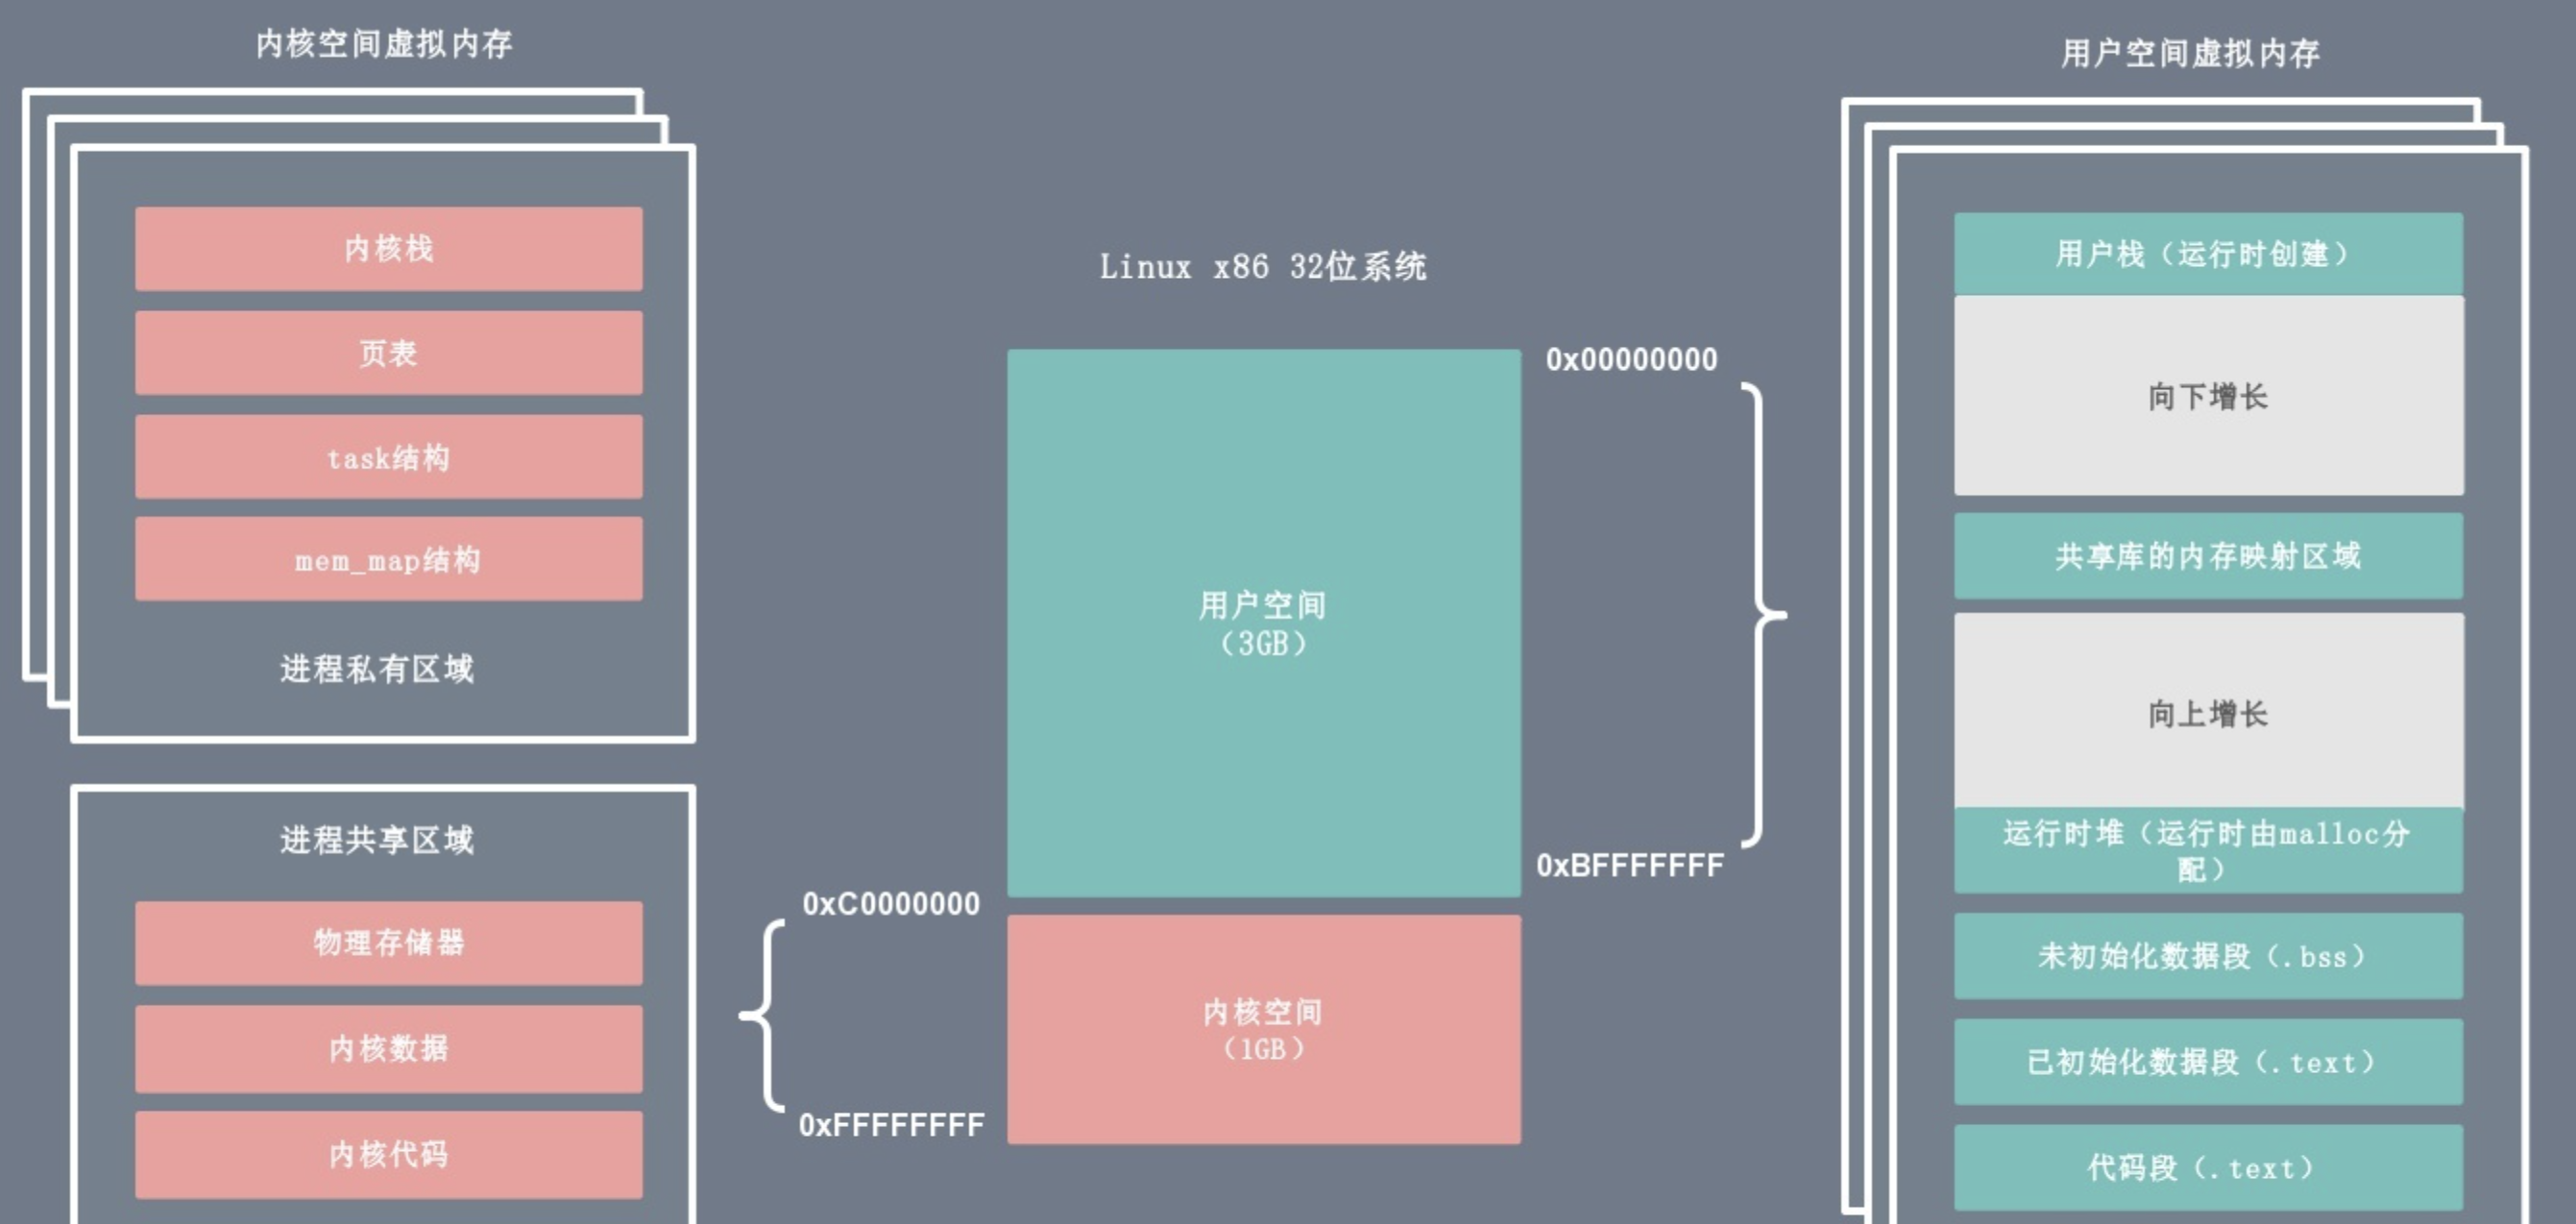 内核空间虚拟内存
内核栈
页表
task结构
mem_map结构
进程私有区域
进程共享区域
物理存储器
内核数据
内核代码
Linux x86 32位系统
0x00000000
用户空间
（3GB）
0xBFFFFFFF
0xC0000000
内核空间
（1GB）
0xFFFFFFFF
用户空间虚拟内存
用户栈（运行时创建）
向下增长
共享库的内存映射区域
向上增长
运行时堆（运行时由malloc分
配）
未初始化数据段（.bss）
已初始化数据段（.text）
代码段（.text）